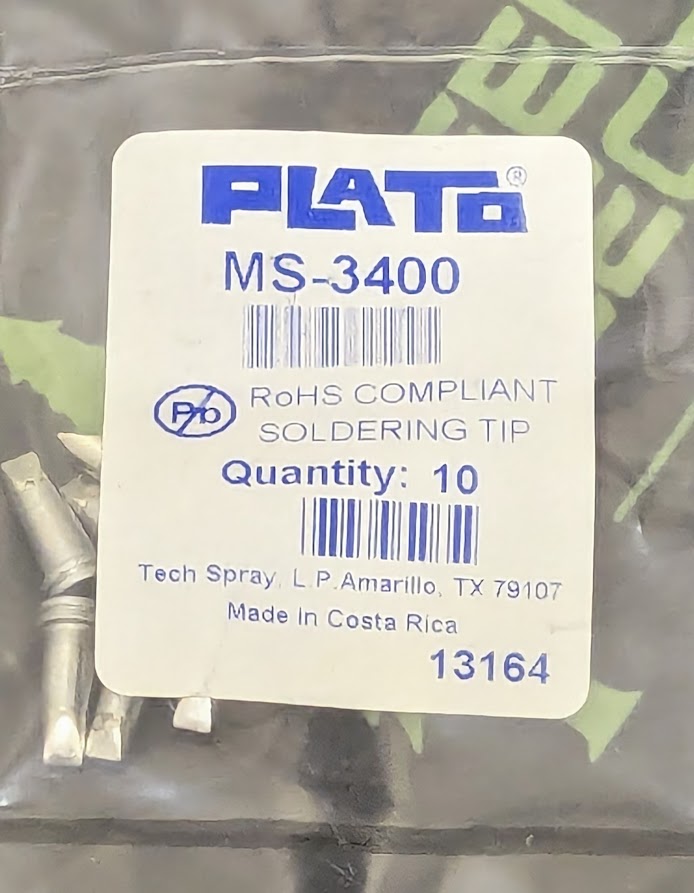 PLATO®
MS-3400
Pb
RoHS COMPLIANT
SOLDERING TIP
Quantity: 10
Tech Spray, L.P. Amarillo, TX 79107
Made In Costa Rica
13164